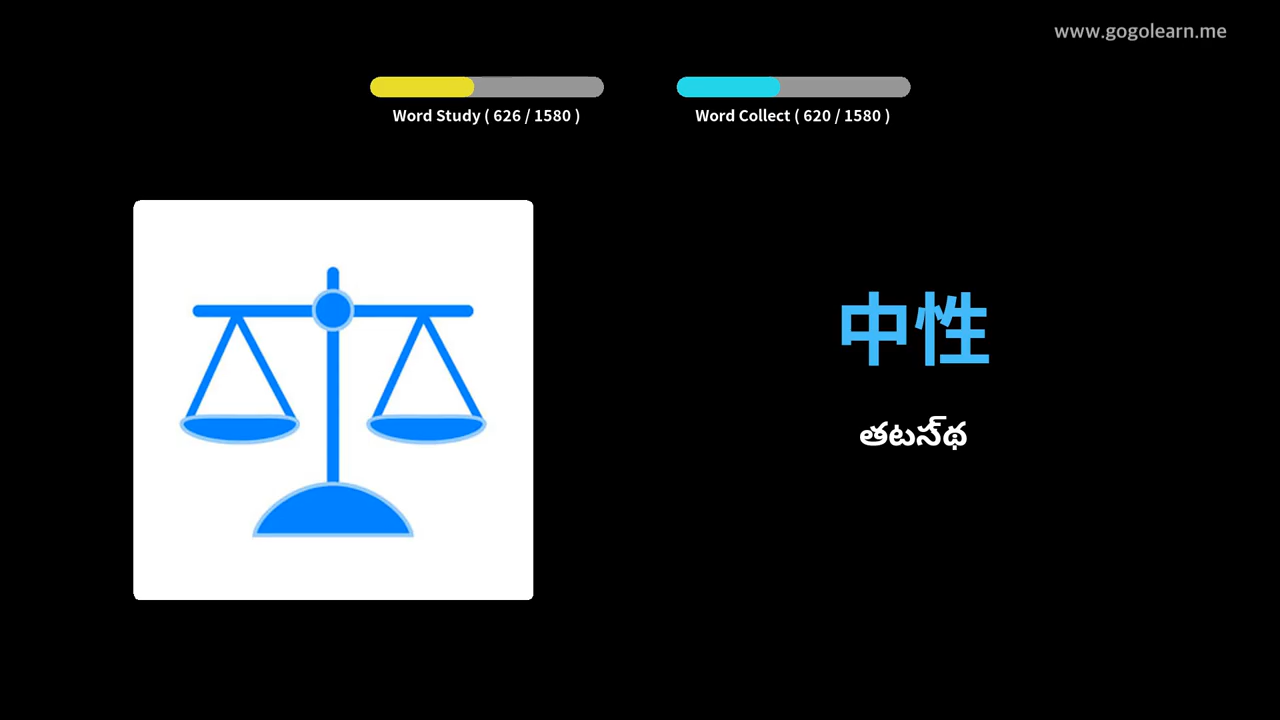 www.gogolearn.me
Word Study ( 626 / 1580 )
Word Collect ( 620 / 1580 )
中性
తటస్‌థ